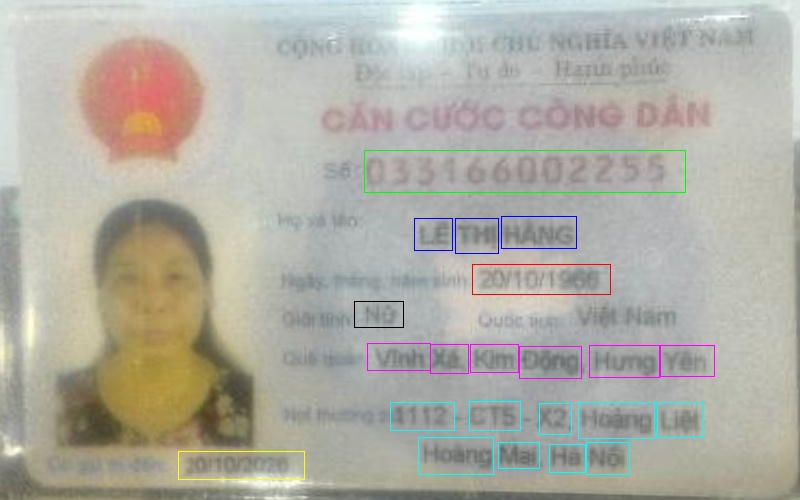 CỘNG HÒA XÃ HỘI CHỦ NGHĨA VIỆT NAM
Độc lập - Tự do - Hạnh phúc
CĂN CƯỚC CÔNG DÂN
Số: 033166002255
Họ và tên:
LÊ THỊ HẰNG
Ngày, tháng, năm sinh: 20/10/1966
Giới tính: Nữ Quốc tịch: Việt Nam
Quê quán: Vĩnh Xá, Kim Động, Hưng Yên
Nơi thường trú: 4112 - CT5 - X2, Hoàng Liệt
Hoàng Mai, Hà Nội
Có giá trị đến: 20/10/2026